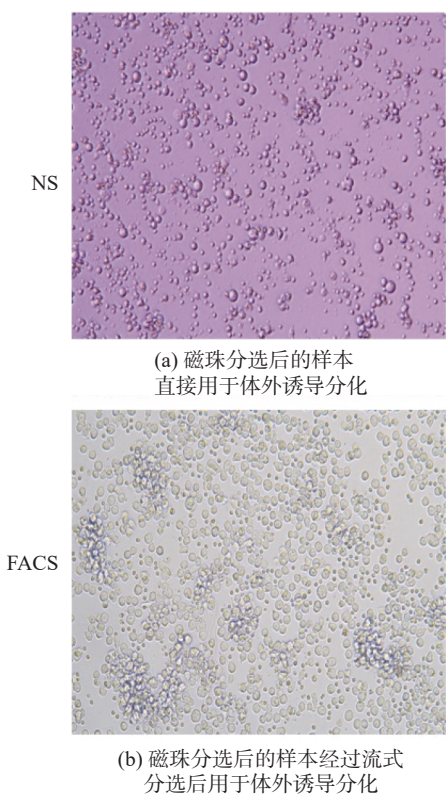 NS
(a) 磁珠分选后的样本
直接用于体外诱导分化
FACS
(b) 磁珠分选后的样本经过流式
分选后用于体外诱导分化